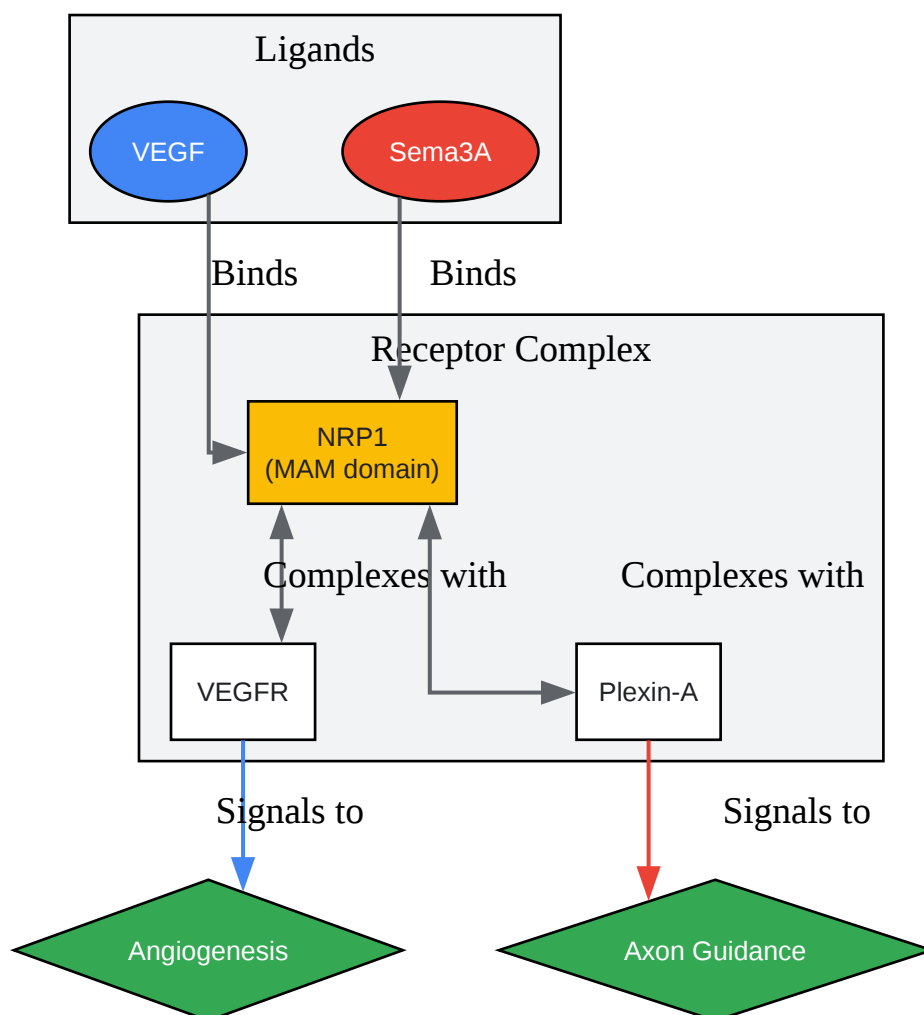 Ligands
VEGF
Sema3A
Binds
Binds
Receptor Complex
NRP1
(MAM domain)
Complexes with
Complexes with
VEGFR
Plexin-A
Signals to
Signals to
Angiogenesis
Axon Guidance